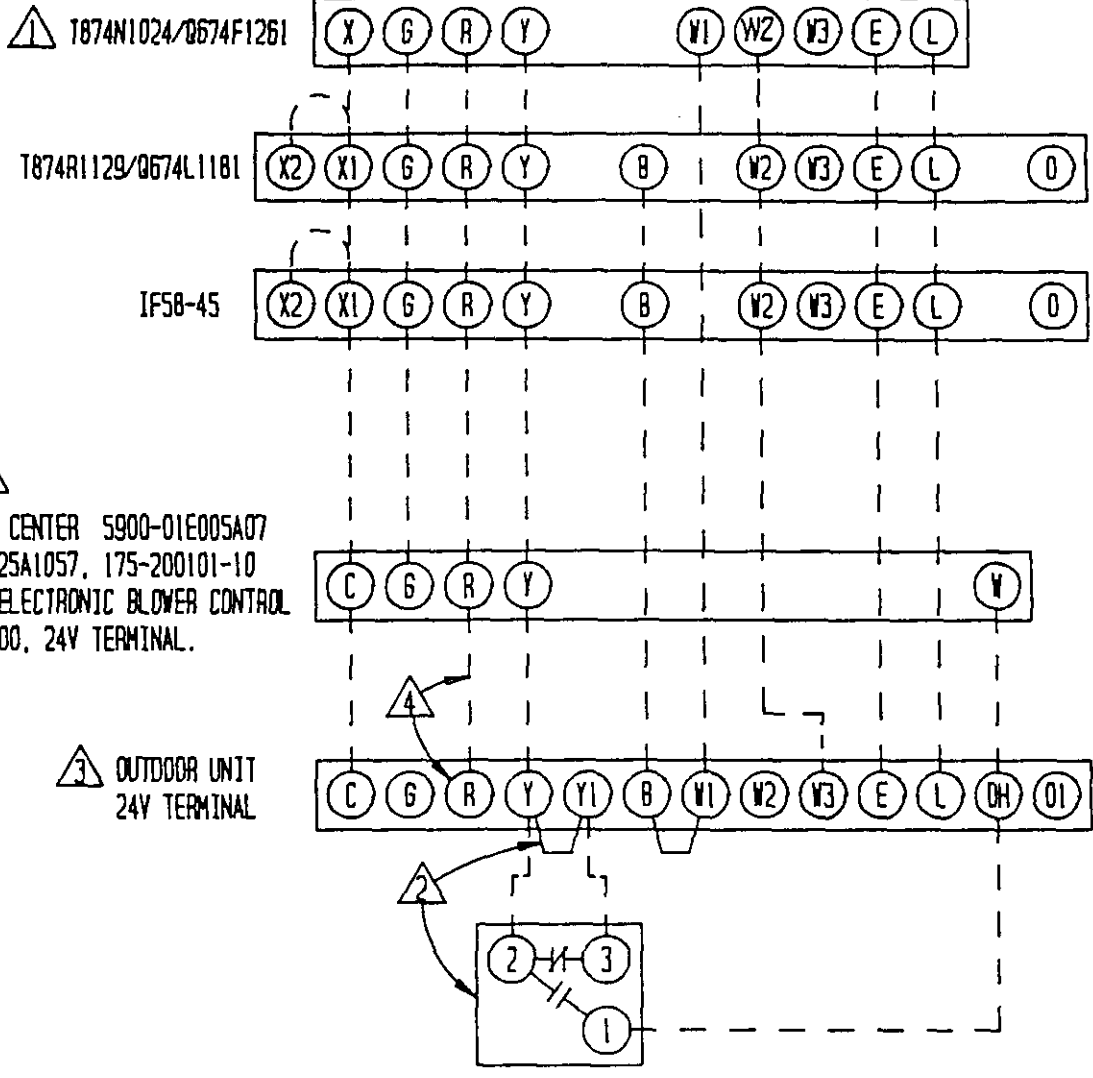 1 T874N1024/Q674F1261 X G R Y W1 W2 W3 E L
T874R1129/Q674L1181 X2 X1 G R Y B W2 W3 E L O
IF58-45 X2 X1 G R Y B W2 W3 E L O
CENTER 5900-01E005A07
25A1057, 175-200101-10
ELECTRONIC BLOWER CONTROL
00, 24V TERMINAL.
C G R Y W
4
3 OUTDOOR UNIT
24V TERMINAL
C G R Y Y1 B W1 W2 W3 E L DH O1
2
2 3
1